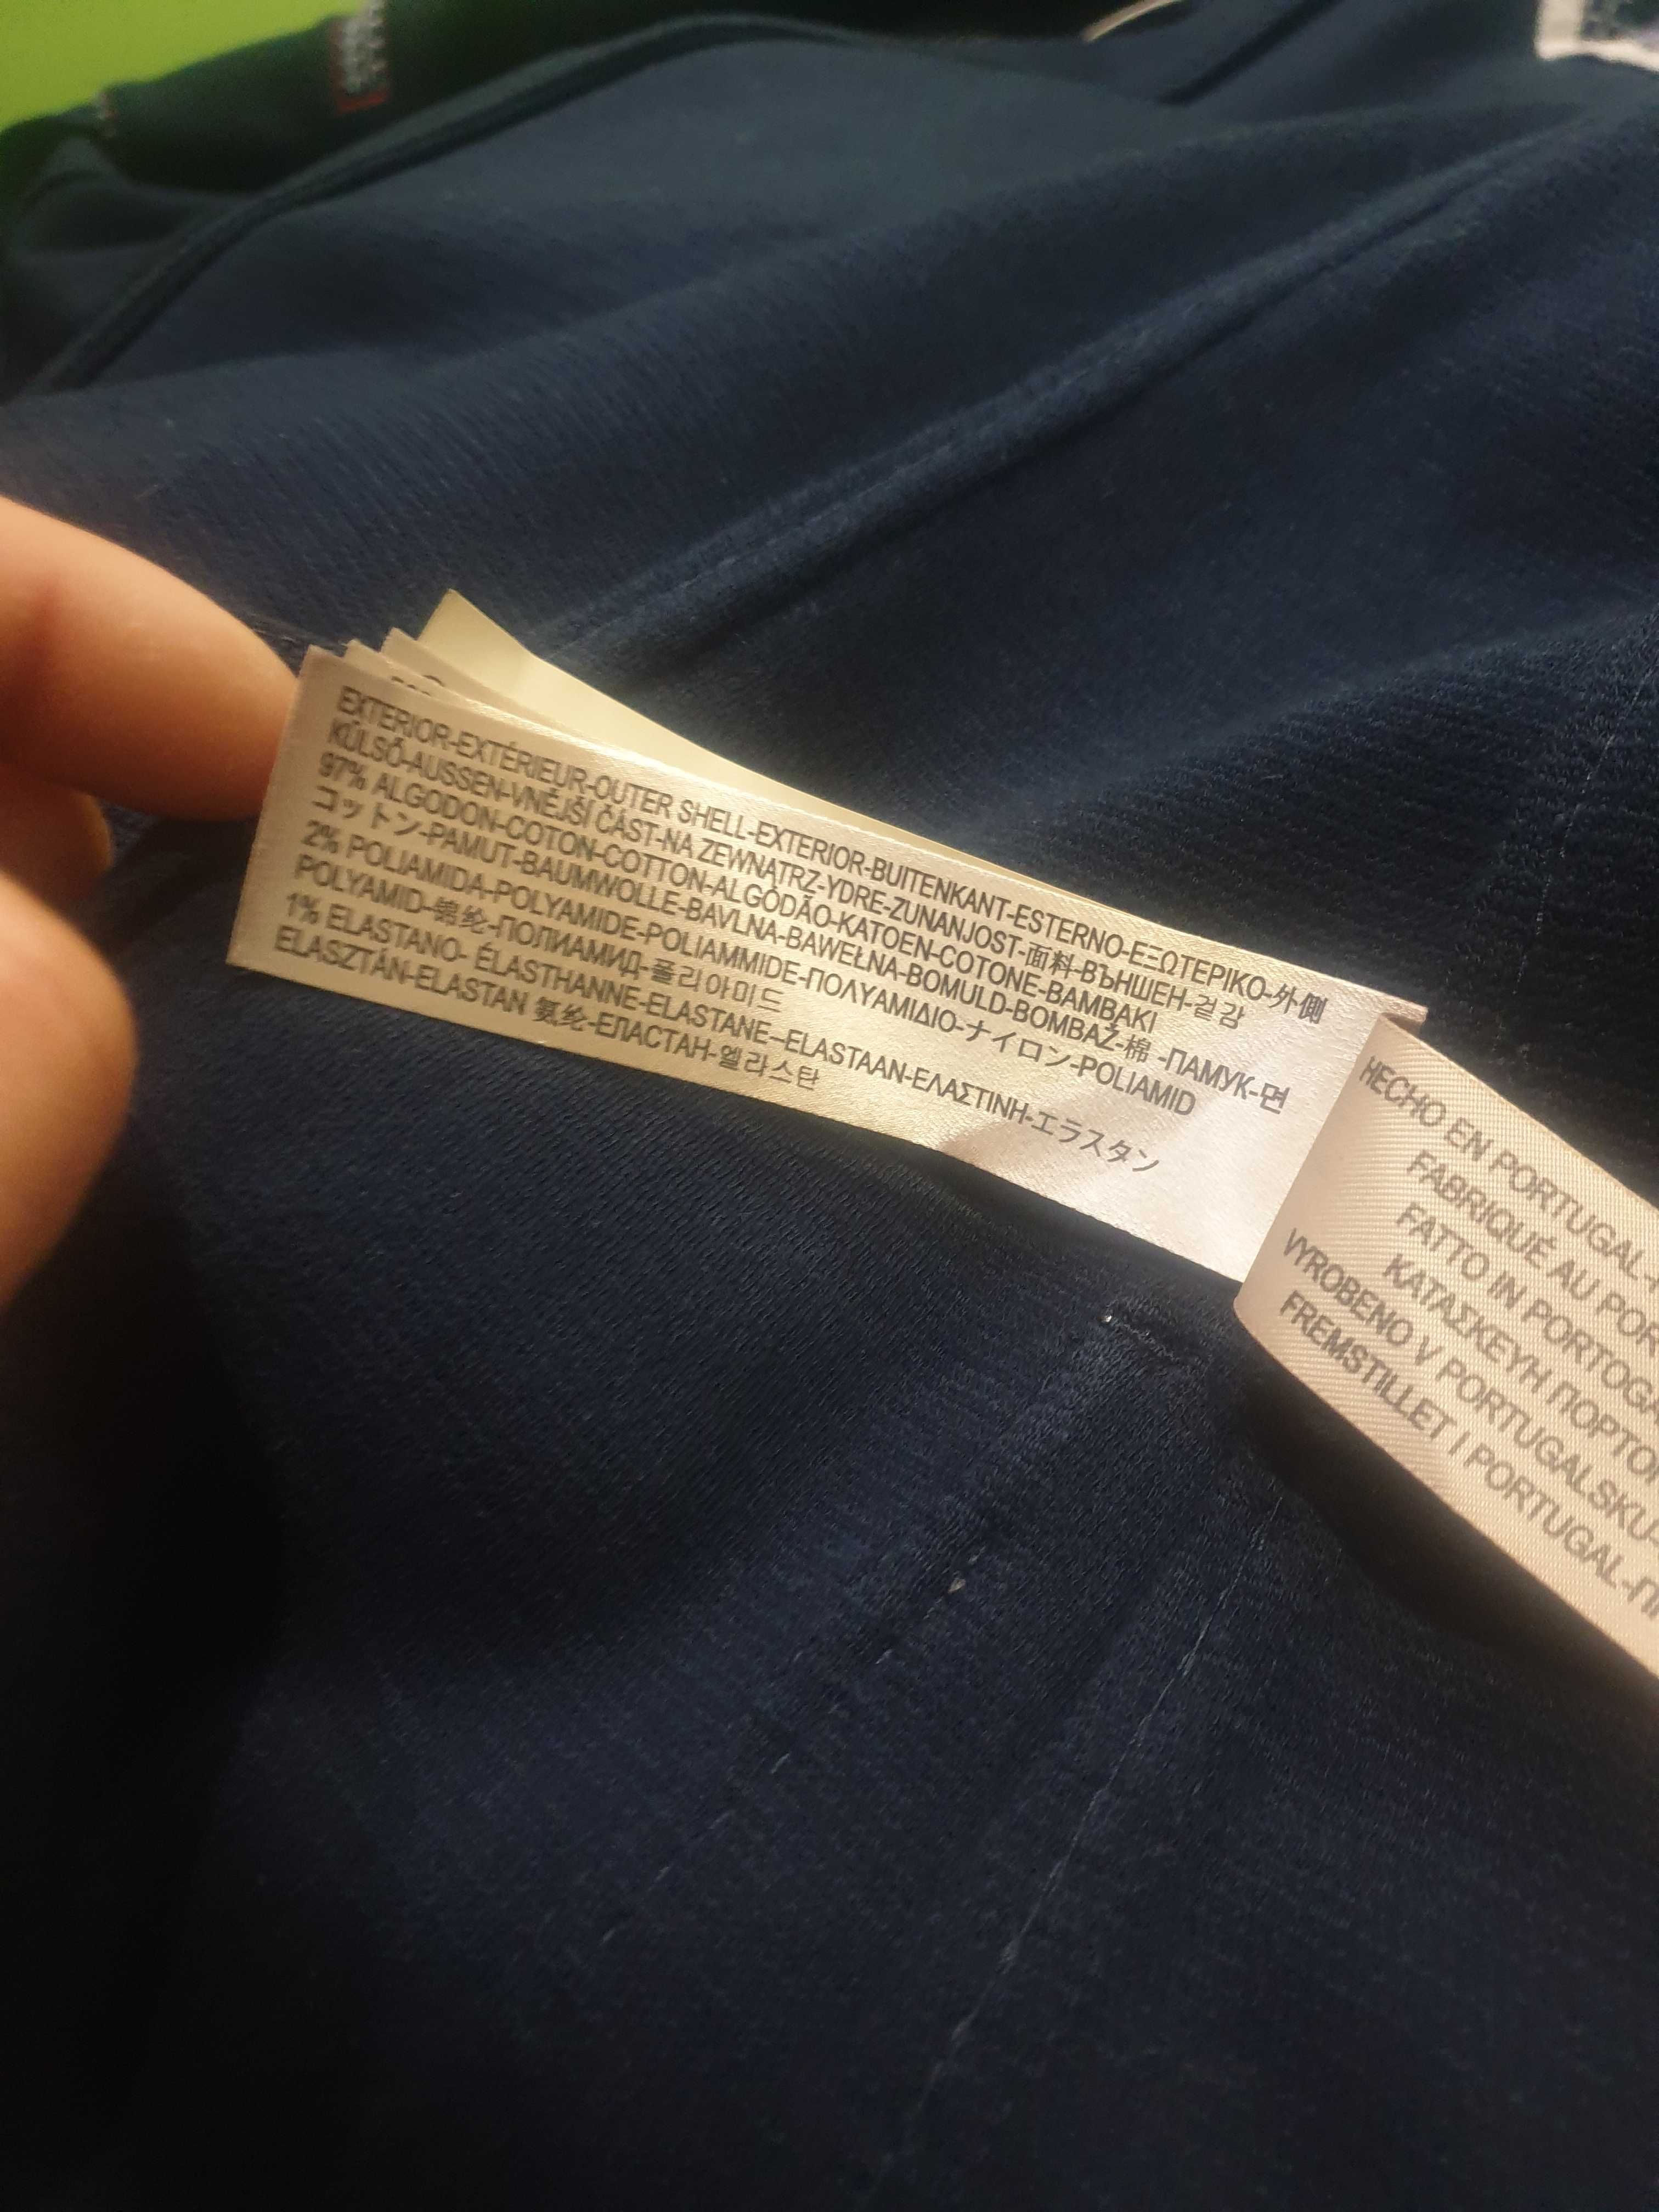 EXTERIOR-EXTÉRIEUR-OUTER SHELL-EXTERIOR-BUITENKANT-ESTERNO-ΕΞΩΤΕΡΙΚΟ-外側
KÜLSŐ-AUSSEN-VNĚJŠÍ ČÁST-NA ZEWNĄTRZ-YDRE-ZUNANJOST-面料-ВЪНШЕН-겉감
97% ALGODON-COTON-COTTON-ALGODÃO-KATOEN-COTONE-BAMBAKI
コットン-PAMUT-BAUMWOLLE-BAVLNA-BAWEŁNA-BOMULD-BOMBAŽ-棉 -ПАМУК-면
2% POLIAMIDA-POLYAMIDE-POLIAMMIDE-ΠΟΛΥΑΜΙΔΙΟ-ナイロン-POLIAMID
POLYAMID-锦纶-ПОЛИАМИД-폴리아미드
1% ELASTANO- ÉLASTHANNE-ELASTANE–ELASTAAN-ΕΛΑΣΤΙΝΗ-エラスタン
ELASZTÁN-ELASTAN 氨纶-ЕЛАСТАН-엘라스탄
HECHO EN PORTUGAL-
FABRIQUÉ AU
FATTO IN
ΚΑΤΑΣΚΕΥΗ
VYROBENO V PORTUGALSKU-
FREMSTILLET I PORTUGAL-